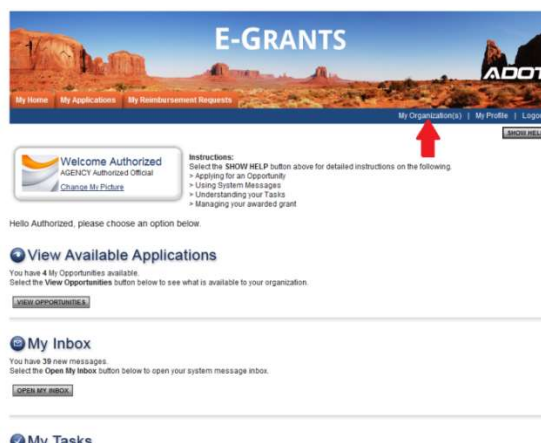 E-GRANTS
ADOT
My Home My Applications My Reimbursement Requests
My Organization(s) | My Profile | Logou
SHOW HELP
Welcome Authorized
AGENCY Authorized Official
Change My Picture
Instructions:
Select the SHOW HELP button above for detailed instructions on the following.
> Applying for an Opportunity
> Using System Messages
> Understanding your Tasks
> Managing your awarded grant
Hello Authorized, please choose an option below.
View Available Applications
You have 4 My Opportunities available.
Select the View Opportunities button below to see what is available to your organization.
VIEW OPPORTUNITIES
My Inbox
You have 39 new messages.
Select the Open My Inbox button below to open your system message inbox.
OPEN MY INBOX
My Tasks